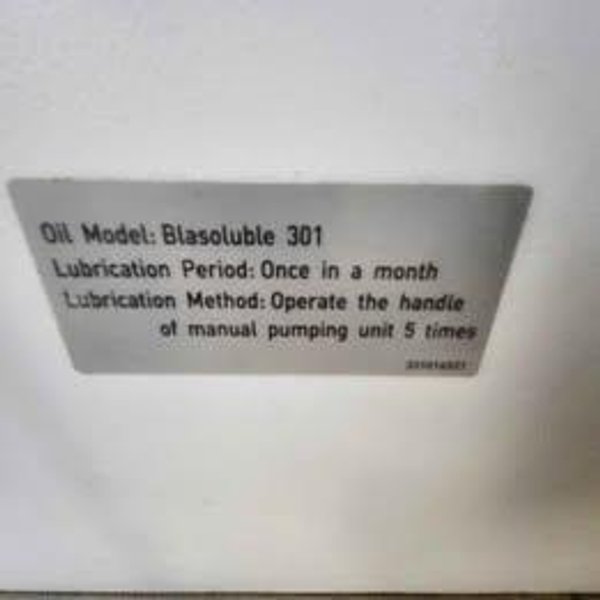 Oil Model: Blasoluble 301
Lubrication Period: Once in a month
Lubrication Method: Operate the handle
of manual pumping unit 5 times